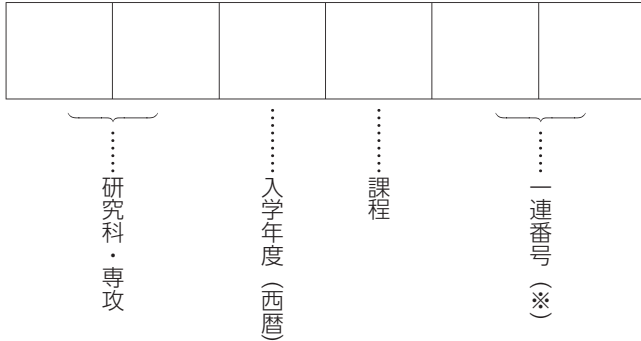 研究科・専攻
入学年度（西暦）
課程
一連番号（※）